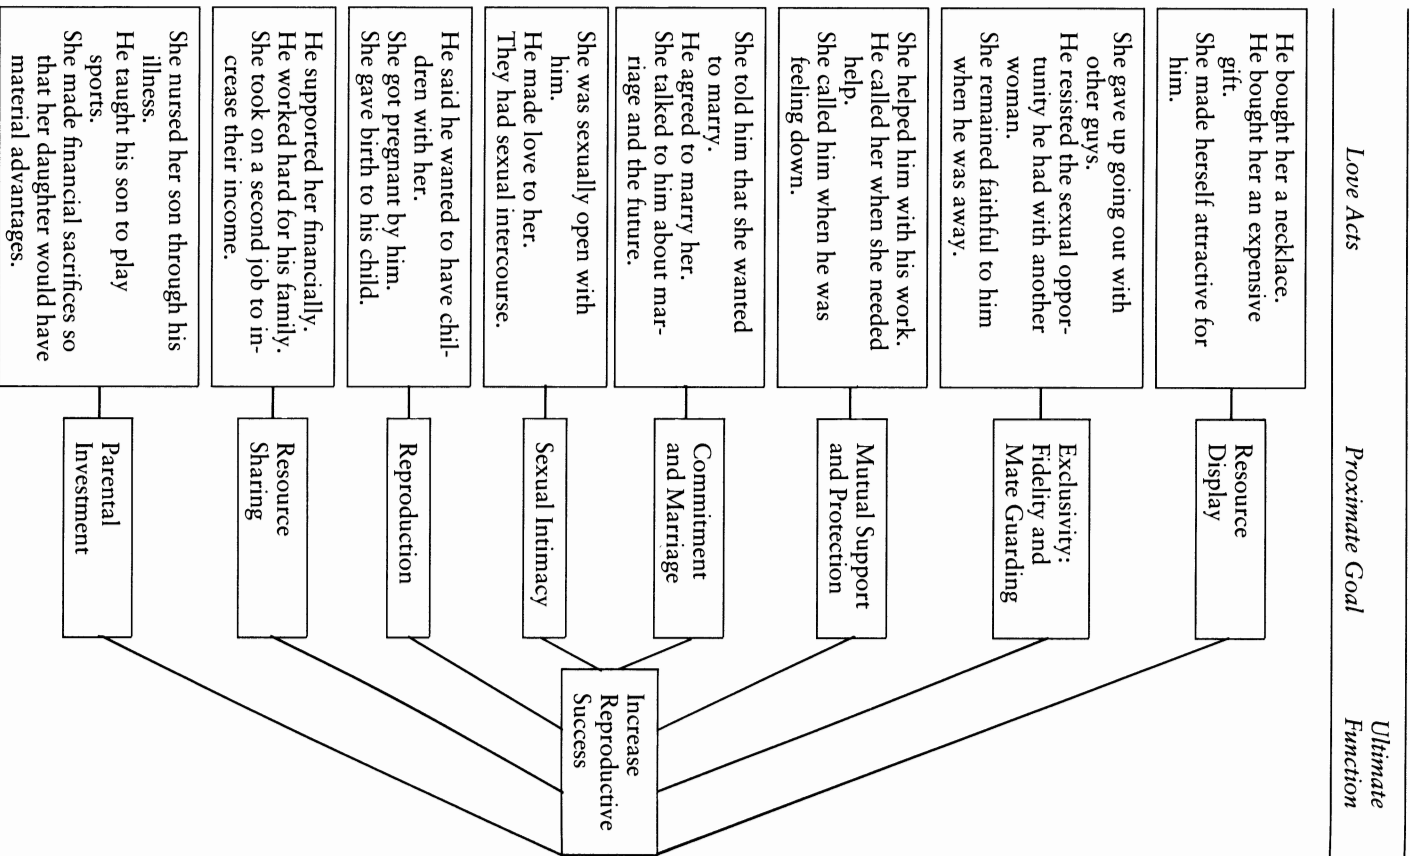 Love Acts
Proximate Goal
Ultimate
Function
He bought her a necklace.
He bought her an expensive
gift.
She made herself attractive for
him.
Resource
Display
She gave up going out with
other guys.
He resisted the sexual oppor-
tunity he had with another
woman.
She remained faithful to him
when he was away.
Exclusivity:
Fidelity and
Mate Guarding
She helped him with his work.
He called her when she needed
help.
She called him when he was
feeling down.
Mutual Support
and Protection
She told him that she wanted
to marry.
He agreed to marry her.
She talked to him about mar-
riage and the future.
Commitment
and Marriage
She was sexually open with
him.
He made love to her.
They had sexual intercourse.
Sexual Intimacy
He said he wanted to have chil-
dren with her.
She got pregnant by him.
She gave birth to his child.
Reproduction
He supported her financially.
He worked hard for his family.
She took on a second job to in-
crease their income.
Resource
Sharing
She nursed her son through his
illness.
He taught his son to play
sports.
She made financial sacrifices so
that her daughter would have
material advantages.
Parental
Investment
Increase
Reproductive
Success